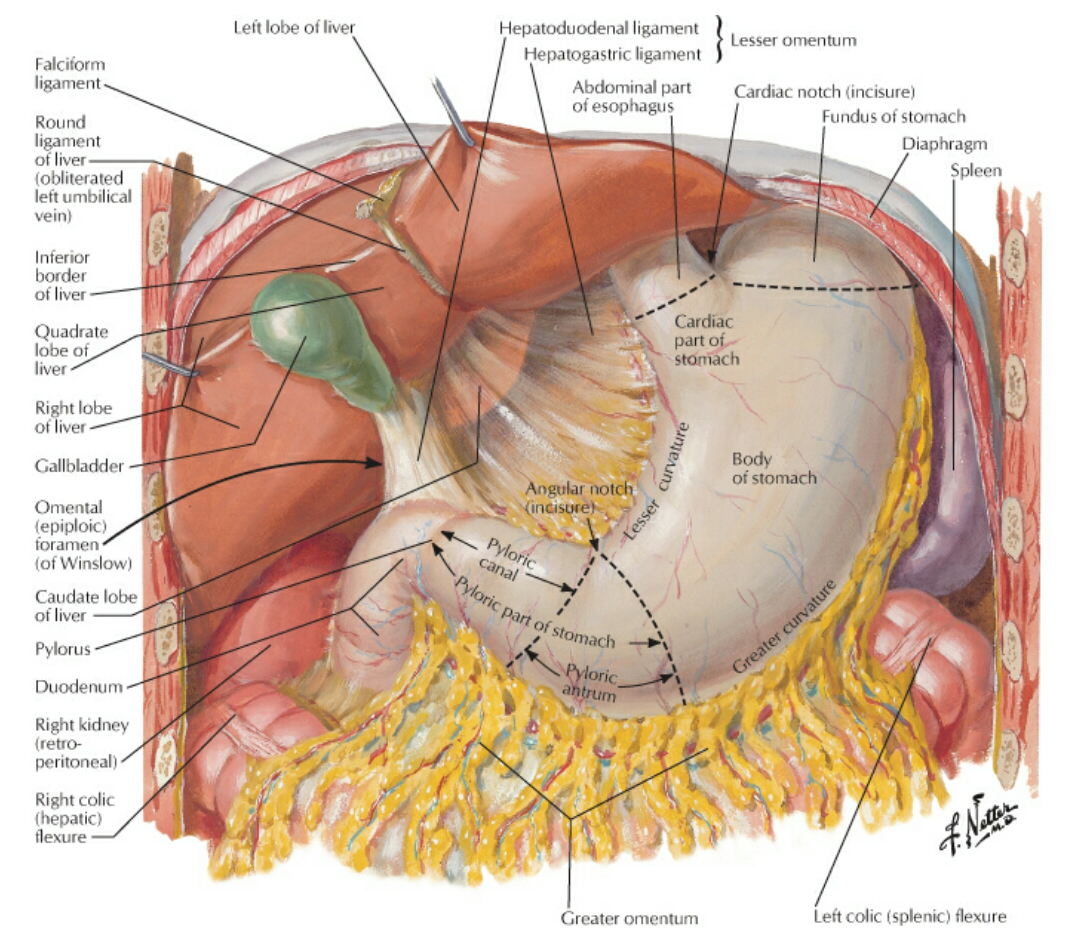 Left lobe of liver
Hepatoduodenal ligament
Hepatogastric ligament
Lesser omentum
Falciform
ligament
Abdominal part
of esophagus
Cardiac notch (incisure)
Fundus of stomach
Diaphragm
Spleen
Round
ligament
of liver
(obliterated
left umbilical
vein)
Inferior
border
of liver
Quadrate
lobe of
liver
Right lobe
of liver
Gallbladder
Omental
(epiploic)
foramen
(of Winslow)
Caudate lobe
of liver
Pylorus
Duodenum
Right kidney
(retro-
peritoneal)
Right colic
(hepatic)
flexure
Cardiac
part of
stomach
Body
of stomach
Angular notch
(incisure)
Lesser curvature
Pyloric
canal
Pyloric part of stomach
Pyloric
antrum
Greater curvature
F. Netter
M.D.
Greater omentum
Left colic (splenic) flexure